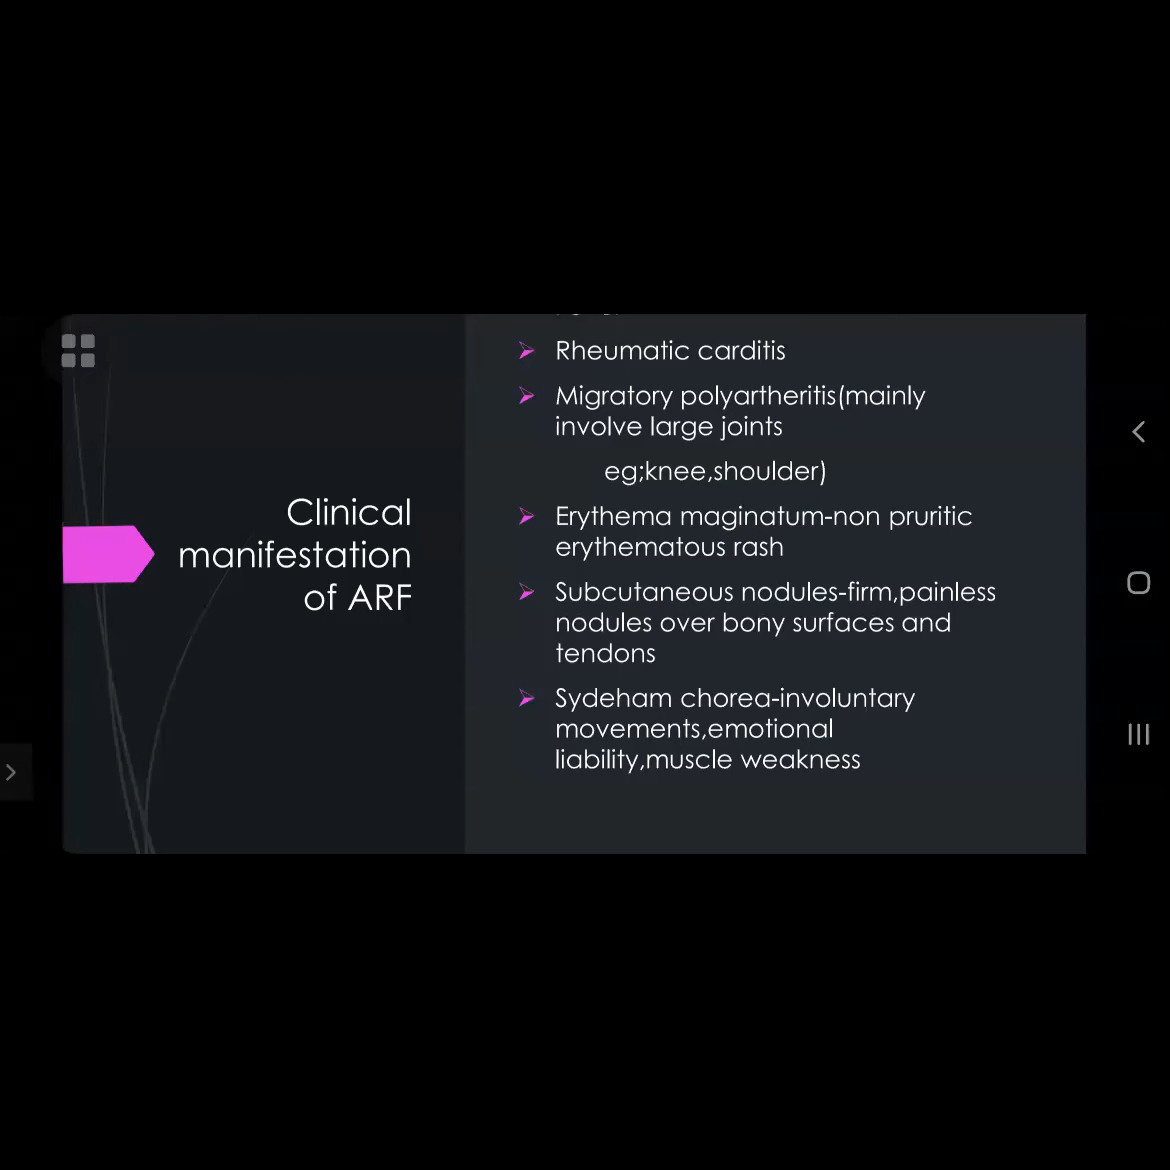 Clinical
manifestation
of ARF
Rheumatic carditis
Migratory polyartheritis(mainly
involve large joints
eg;knee,shoulder)
Erythema maginatum-non pruritic
erythematous rash
Subcutaneous nodules-firm,painless
nodules over bony surfaces and
tendons
Sydeham chorea-involuntary
movements,emotional
liability,muscle weakness